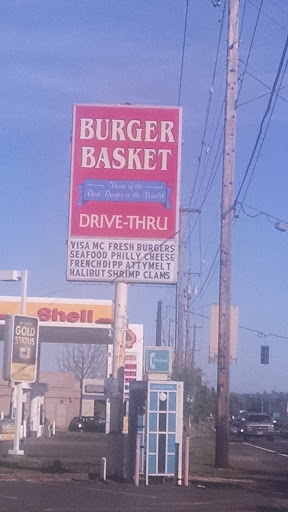 BURGER
BASKET
Home of the
Best Burger in the World
DRIVE-THRU
VISA MC FRESH BURGERS
SEAFOOD PHILLY CHEESE
FRENCHDIPP ATTYMELT
HALIBUT SHRIMP CLAMS
Shell
GOLD
STATUS